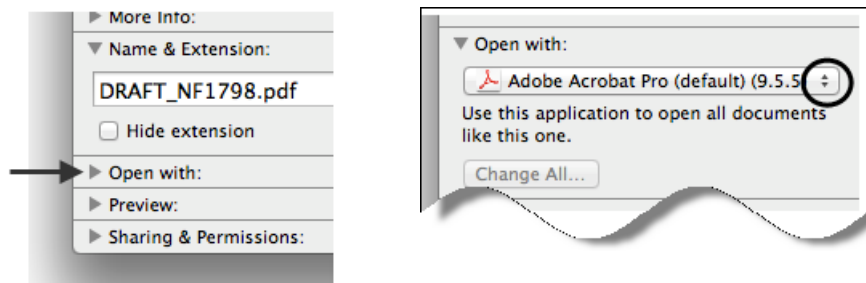 More Info:
Name & Extension:
DRAFT_NF1798.pdf
Hide extension
Open with:
Preview:
Sharing & Permissions:
Open with:
Adobe Acrobat Pro (default) (9.5.5
Use this application to open all documents
like this one.
Change All...